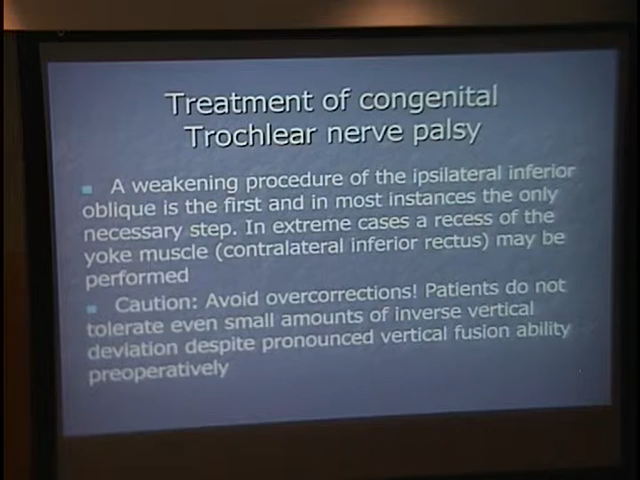 Treatment of congenital
Trochlear nerve palsy
A weakening procedure of the ipsilateral inferior
oblique is the first and in most instances the only
necessary step. In extreme cases a recess of the
yoke muscle (contralateral inferior rectus) may be
performed
Caution: Avoid overcorrections! Patients do not
tolerate even small amounts of inverse vertical
deviation despite pronounced vertical fusion ability
preoperatively